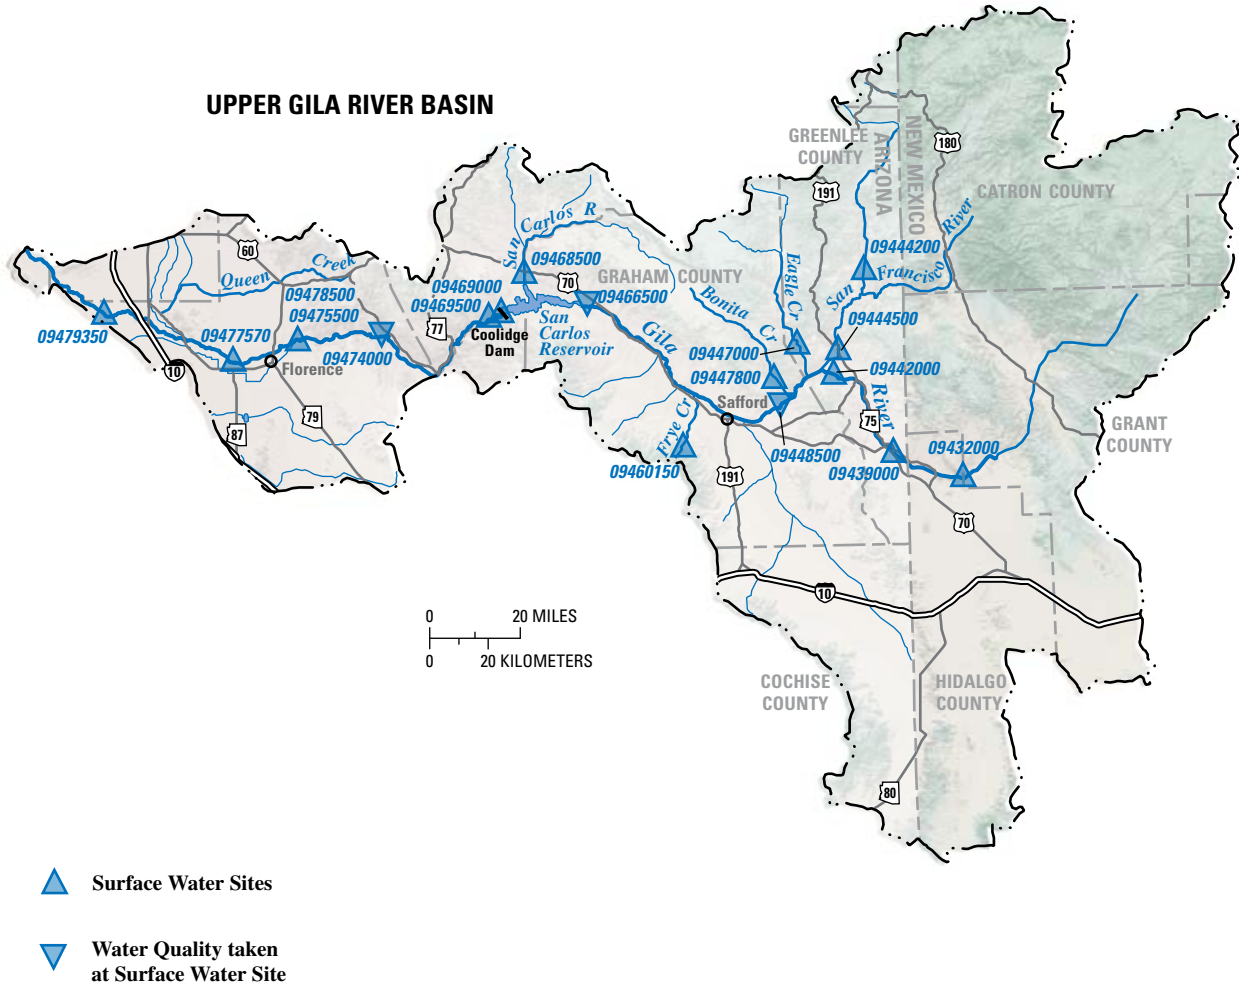 UPPER GILA RIVER BASIN
GREENLEE
COUNTY
ARIZONA
NEW MEXICO
180
CATRON COUNTY
191
San Carlos R
River
60
Queen Creek
09468500
70
GRAHAM COUNTY
Eagle Cr
09444200
Francisco
San
09469000
09469500
09466500
Bonita Cr
09478500
09475500
09479350
09477570
09474000
77
Coolidge
Dam
San
Carlos
Reservoir
Gila
River
09444500
09447000
09442000
09447800
10
Florence
Safford
75
79
87
Frye Cr
09460150
191
09448500
09439000
09432000
GRANT
COUNTY
70
10
0 20 MILES
0 20 KILOMETERS
COCHISE
COUNTY
HIDALGO
COUNTY
80
Surface Water Sites
Water Quality taken
at Surface Water Site